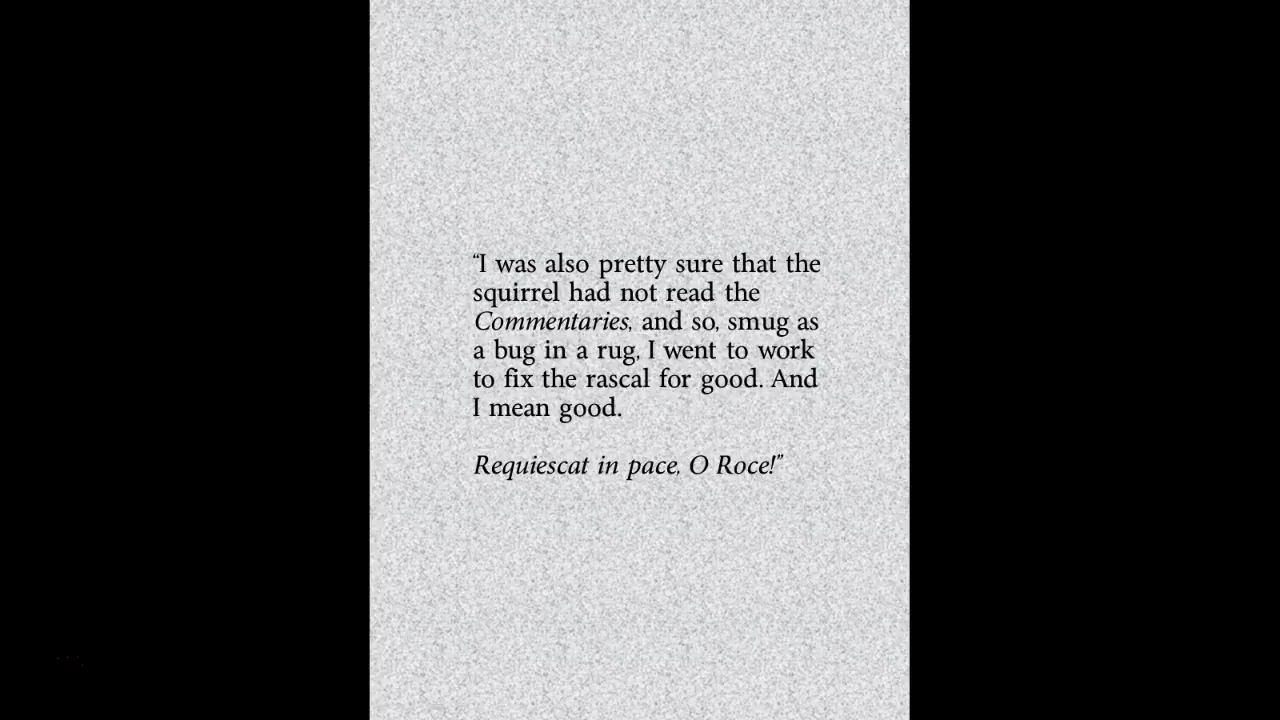 “I was also pretty sure that the
squirrel had not read the
Commentaries, and so, smug as
a bug in a rug, I went to work
to fix the rascal for good. And
I mean good.
Requiescat in pace, O Roce!”